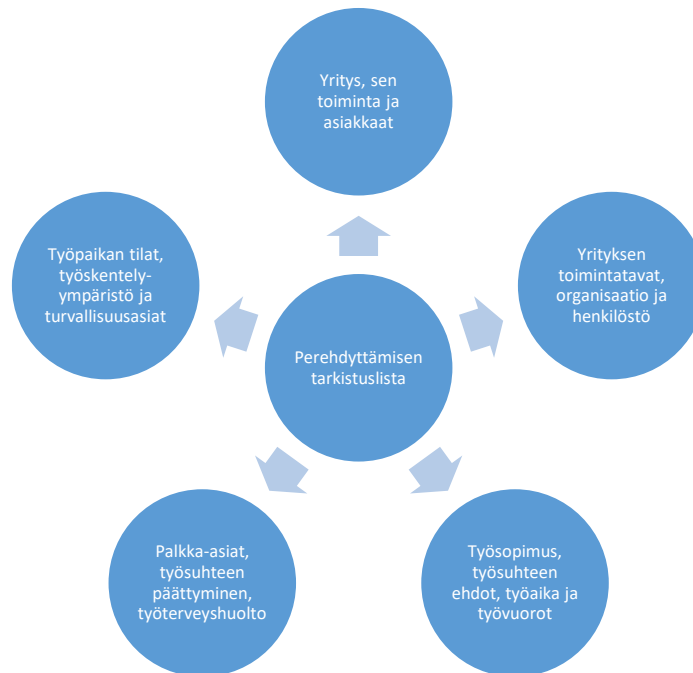 Yritys, sen
toiminta ja
asiakkaat
Työpaikan tilat,
työskentely-
ympäristö ja
turvallisuusasiat
Yrityksen
toimintatavat,
organisaatio ja
henkilöstö
Perehdyttämisen
tarkistuslista
Palkka-asiat,
työsuhteen
päättyminen,
työterveyshuolto
Työsopimus,
työsuhteen
ehdot, työaika ja
työvuorot